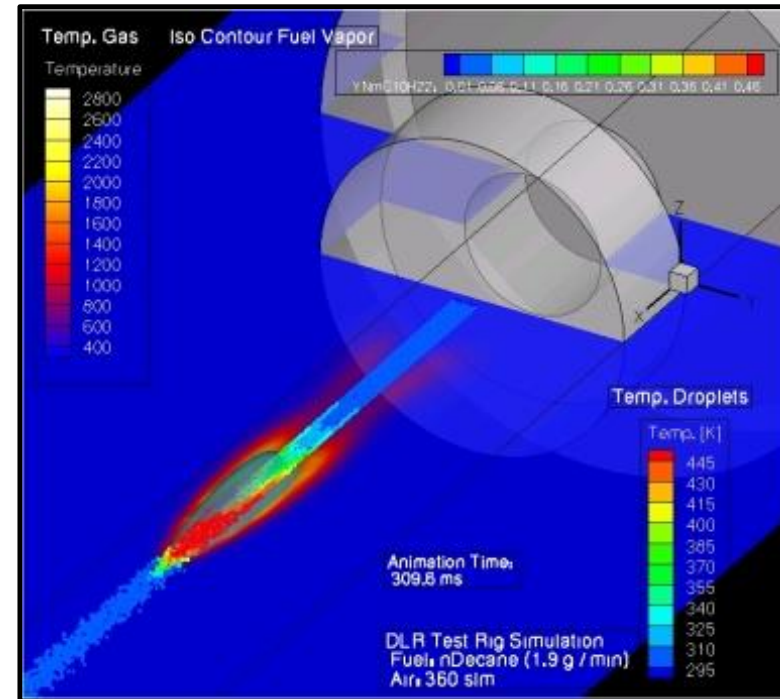 Temp. Gas Iso Contour Fuel Vapor
Temperature
2800
2600
2400
2200
2000
1800
1600
1400
1200
1000
800
600
400
0.01 0.06 0.11 0.16 0.21 0.26 0.31 0.36 0.41 0.46
Z
X
Y
Temp. Droplets
Temp. [K]
445
430
415
400
385
370
355
340
325
310
295
Animation Time:
309.6 ms
DLR Test Rig Simulation
Fuel: nDecane (1.9 g / min)
Air: 360 slm